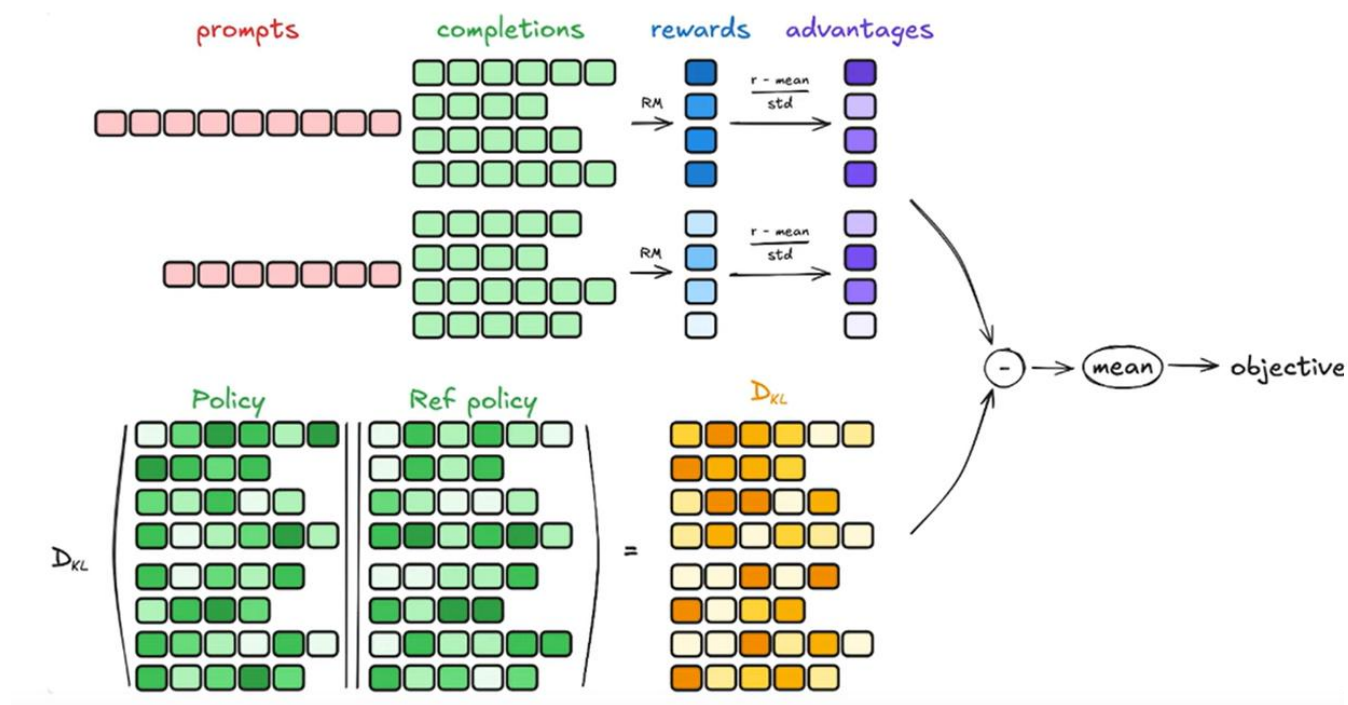 prompts
completions
rewards
advantages
RM
r - mean
std
RM
r - mean
std
- 
mean
objective
Policy
Ref policy
DKL
DKL
=